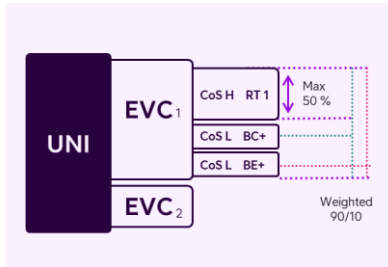 UNI
EVC1
CoS H RT 1
CoS L BC+
CoS L BE+
EVC2
Max
50 %
Weighted
90/10